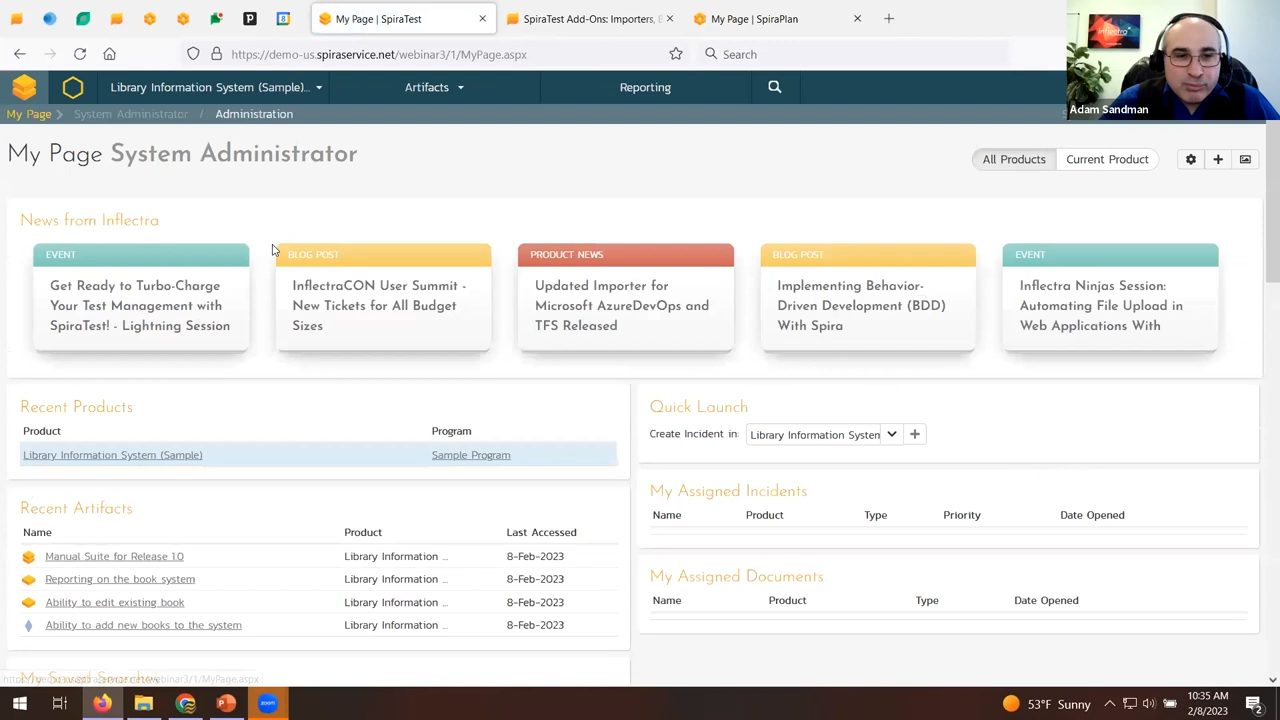 My Page | SpiraTest
SpiraTest Add-Ons: Importers, E
My Page | SpiraPlan
https://demo-us.spiraservice.net/webinar3/1/MyPage.aspx
Search
inflectra
Adam Sandman
Library Information System (Sample)...
Artifacts
Reporting
My Page
System Administrator / Administration
My Page System Administrator
All Products
Current Product
News from Inflectra
EVENT
Get Ready to Turbo-Charge
Your Test Management with
SpiraTest! - Lightning Session
BLOG POST
InflectraCON User Summit -
New Tickets for All Budget
Sizes
PRODUCT NEWS
Updated Importer for
Microsoft AzureDevOps and
TFS Released
BLOG POST
Implementing Behavior-
Driven Development (BDD)
With Spira
EVENT
Inflectra Ninjas Session:
Automating File Upload in
Web Applications With
Recent Products
Product Program
Library Information System (Sample) Sample Program
Quick Launch
Create Incident in: Library Information System
My Assigned Incidents
Name Product Type Priority Date Opened
Recent Artifacts
Name Product Last Accessed
Manual Suite for Release 1.0 Library Information ... 8-Feb-2023
Reporting on the book system Library Information ... 8-Feb-2023
Ability to edit existing book Library Information ... 8-Feb-2023
Ability to add new books to the system Library Information ... 8-Feb-2023
My Assigned Documents
Name Product Type Date Opened
My Saved Searches
zoom
53°F Sunny
10:35 AM
2/8/2023
2